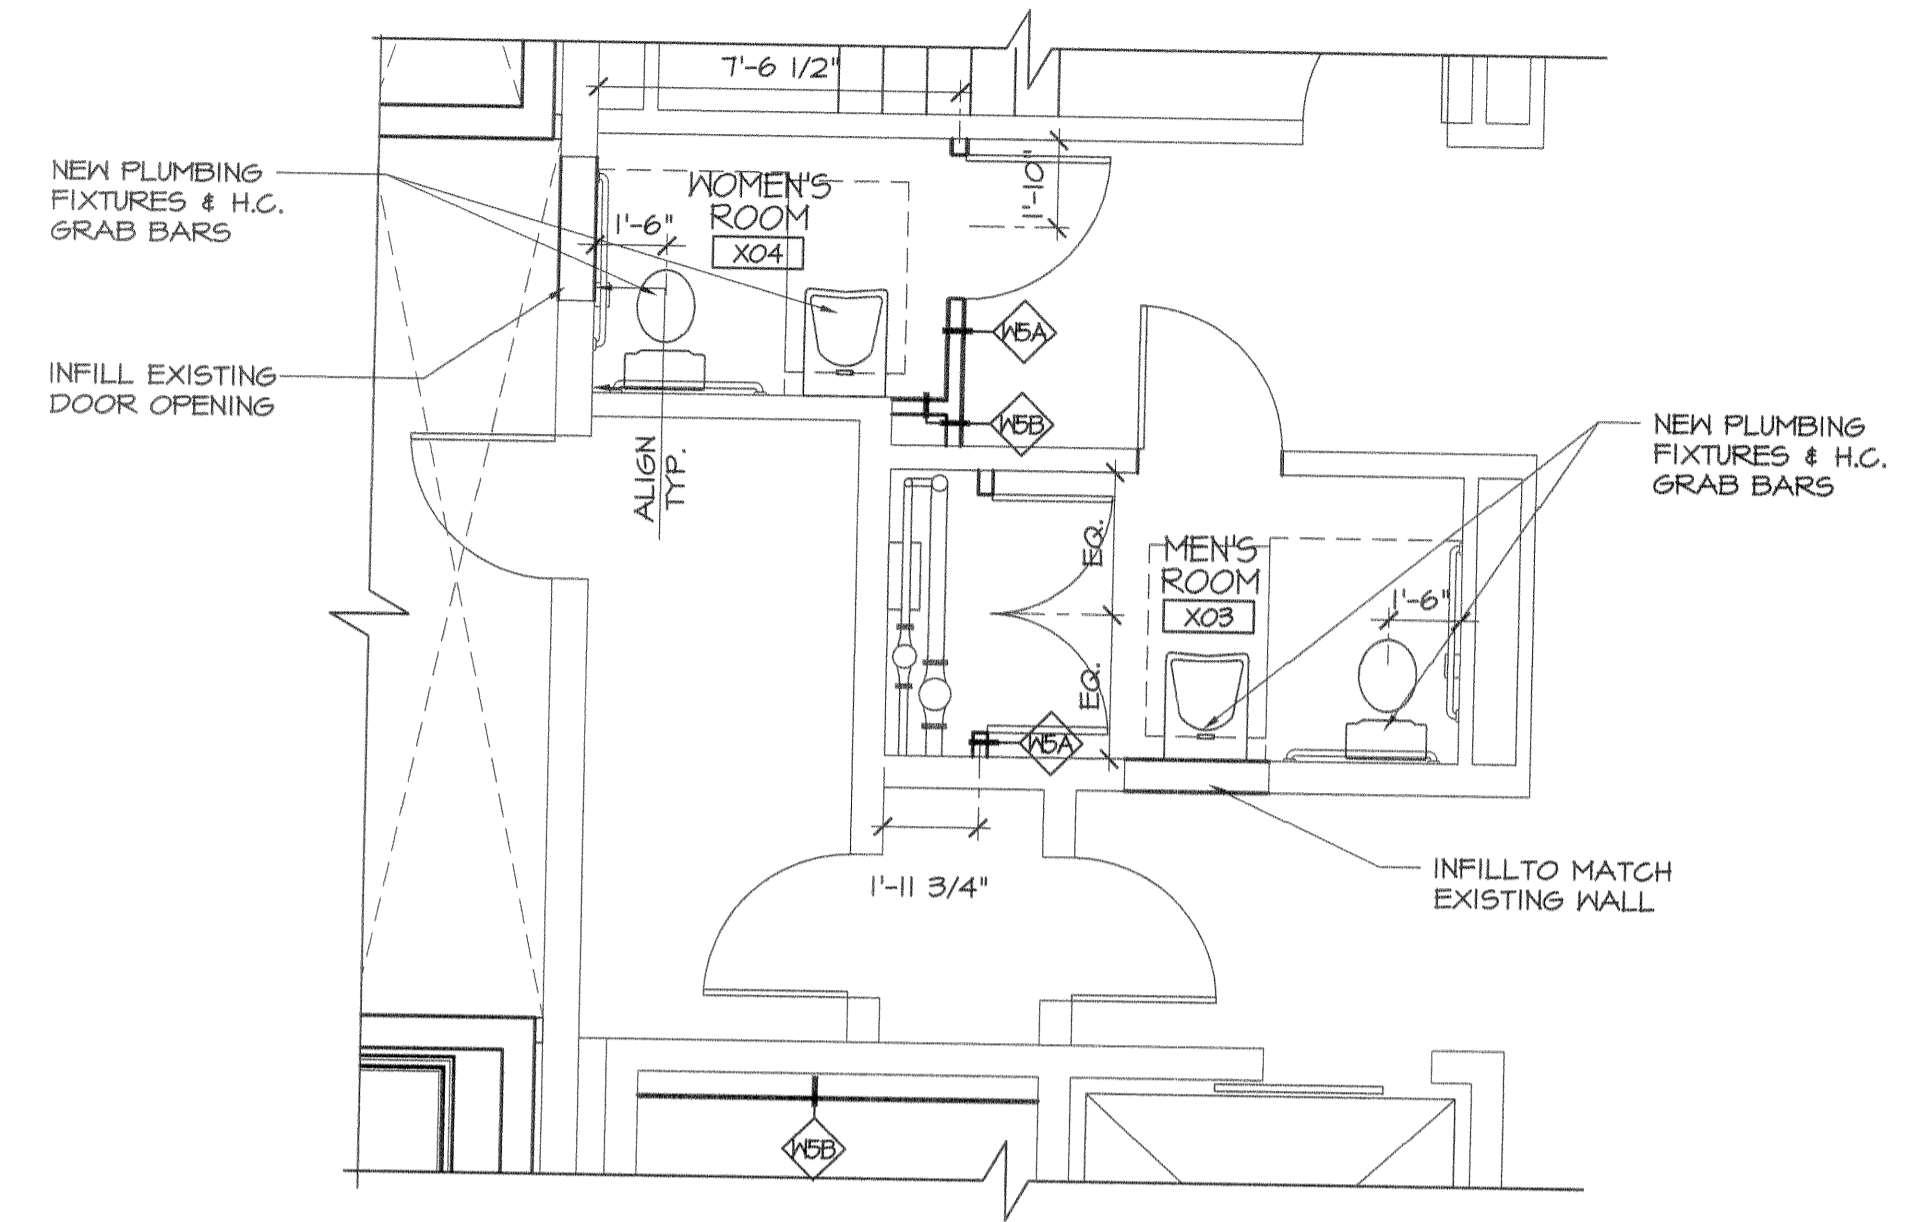 7'-6 1/2"
NEW PLUMBING
FIXTURES & H.C.
GRAB BARS
WOMEN'S
ROOM
X04
1'-6"
1'-10"
W5A
INFILL EXISTING
DOOR OPENING
W5B
ALIGN
TYP.
NEW PLUMBING
FIXTURES & H.C.
GRAB BARS
EQ.
MEN'S
ROOM
X03
1'-6"
EQ.
W5A
1'-11 3/4"
INFILLTO MATCH
EXISTING WALL
W5B